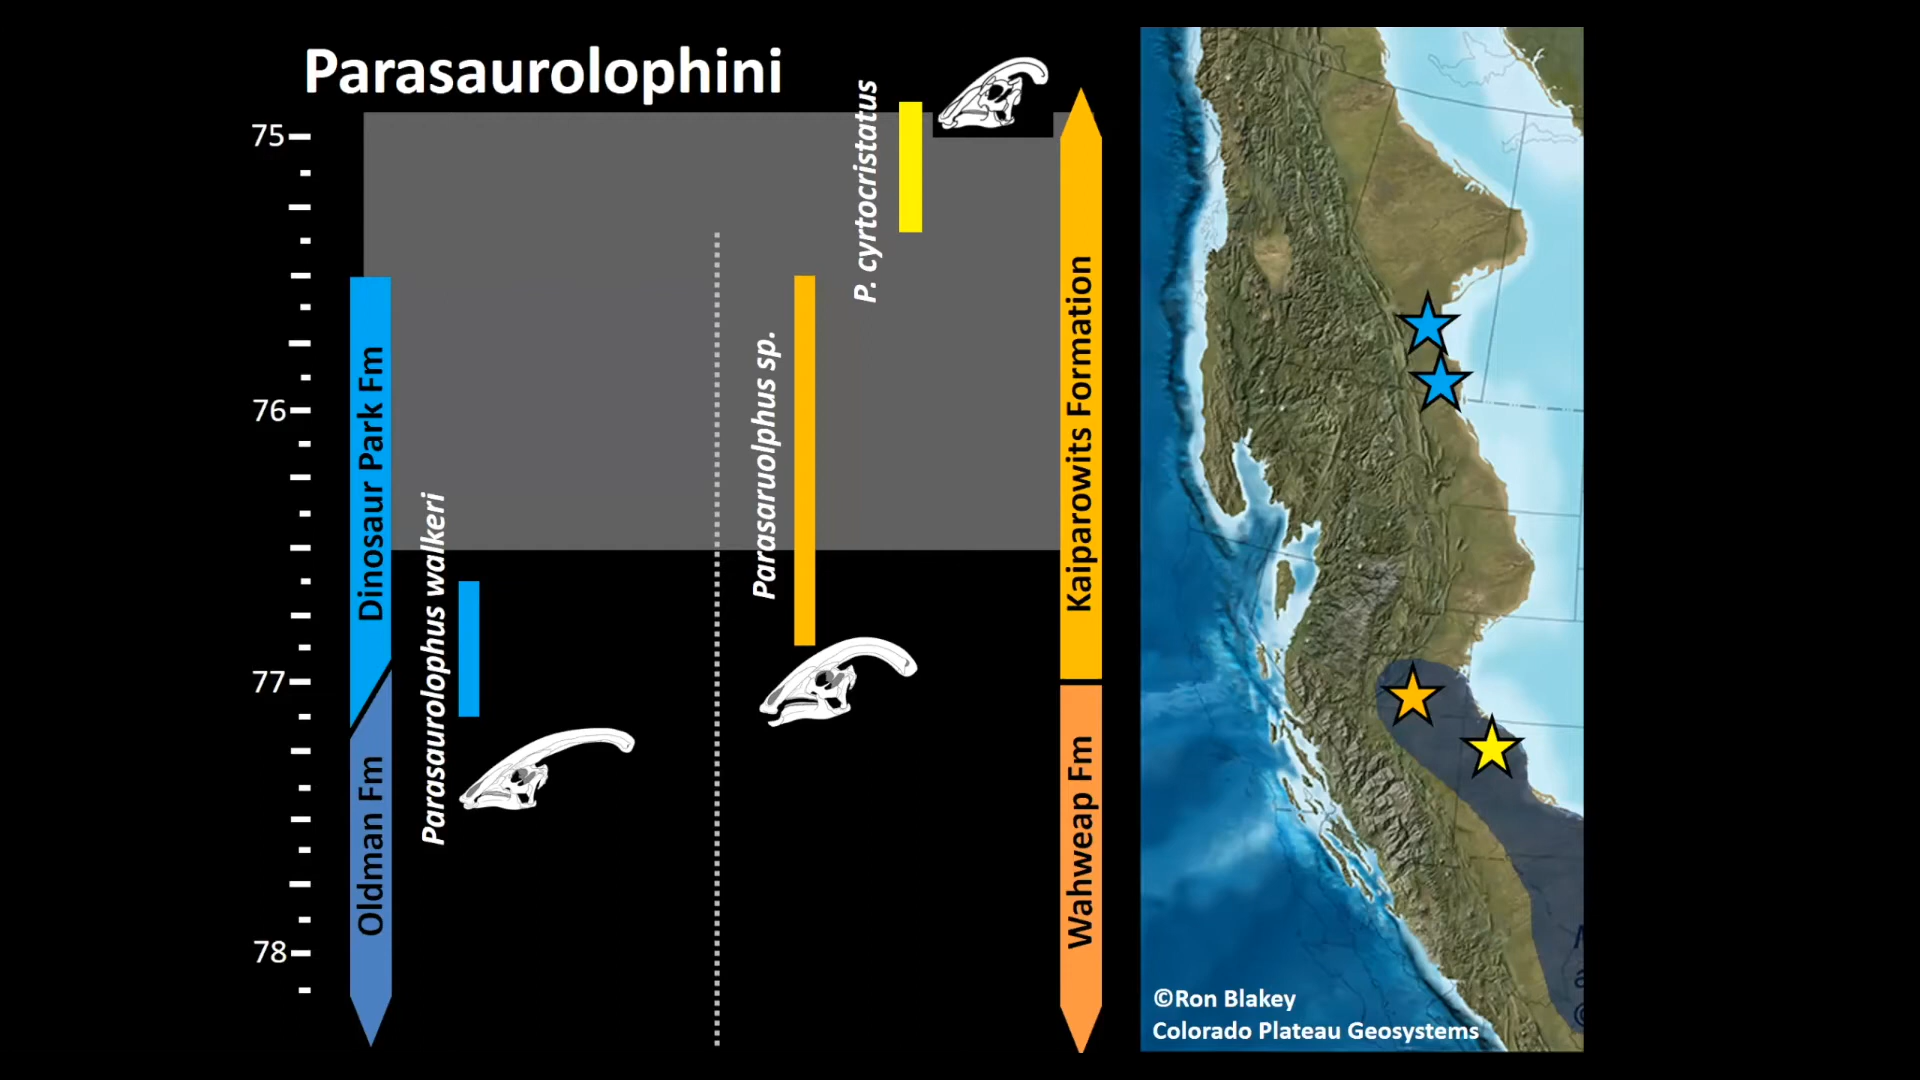 Parasaurolophini
75
76
77
78
Dinosaur Park Fm
Oldman Fm
Parasaurolophus walkeri
Parasaruolphus sp.
P. cyrtocristatus
Kaiparowits Formation
Wahweap Fm
©Ron Blakey
Colorado Plateau Geosystems